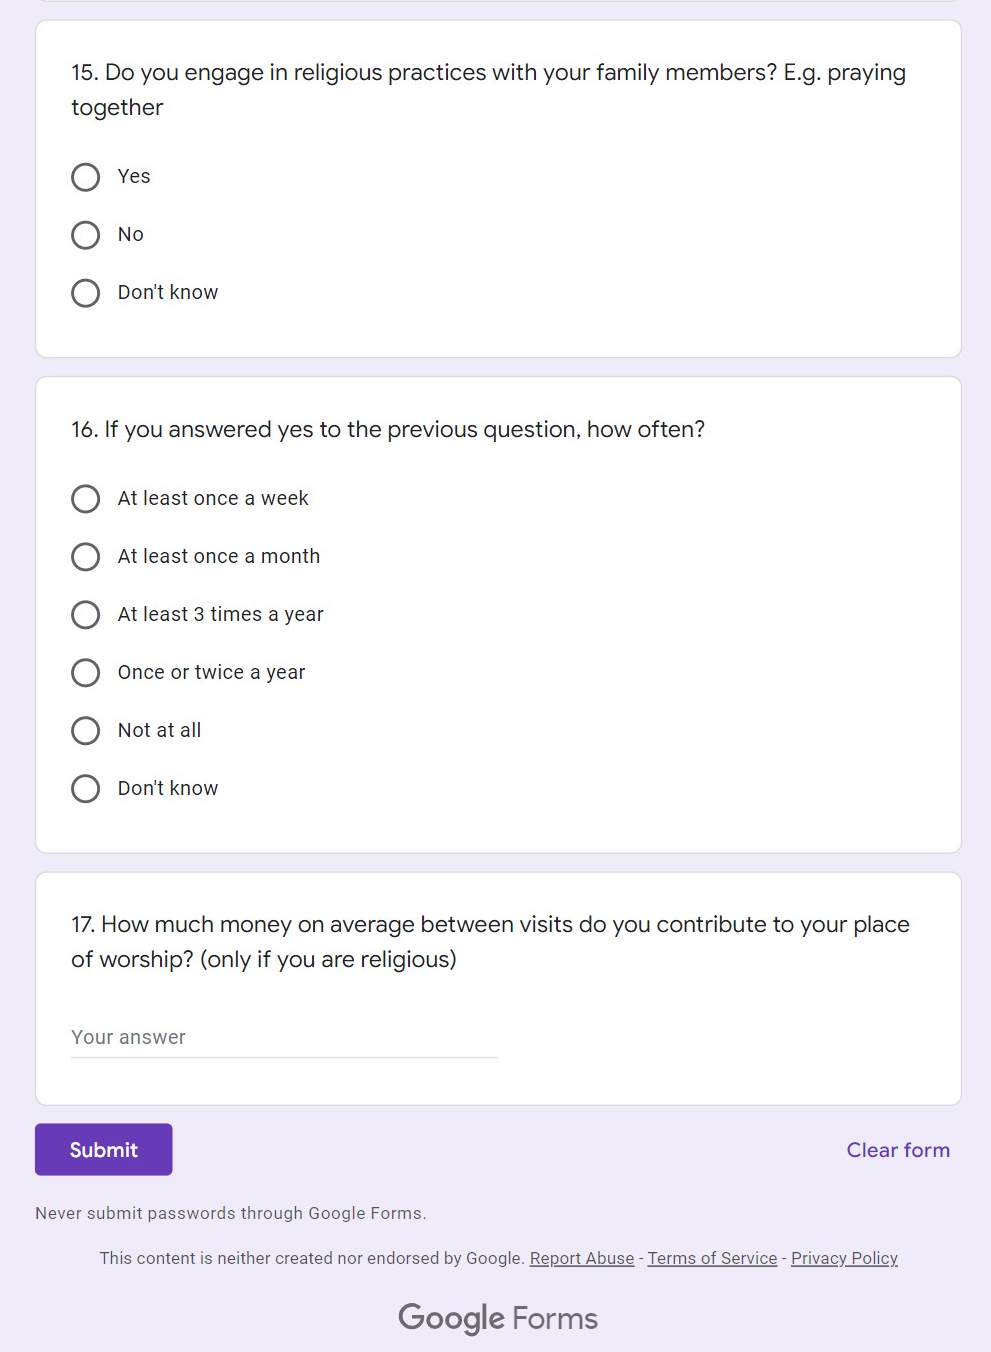 15. Do you engage in religious practices with your family members? E.g. praying
together
Yes
No
Don't know
16. If you answered yes to the previous question, how often?
At least once a week
At least once a month
At least 3 times a year
Once or twice a year
Not at all
Don't know
17. How much money on average between visits do you contribute to your place
of worship? (only if you are religious)
Your answer
Submit
Clear form
Never submit passwords through Google Forms.
This content is neither created nor endorsed by Google. Report Abuse - Terms of Service - Privacy Policy
Google Forms